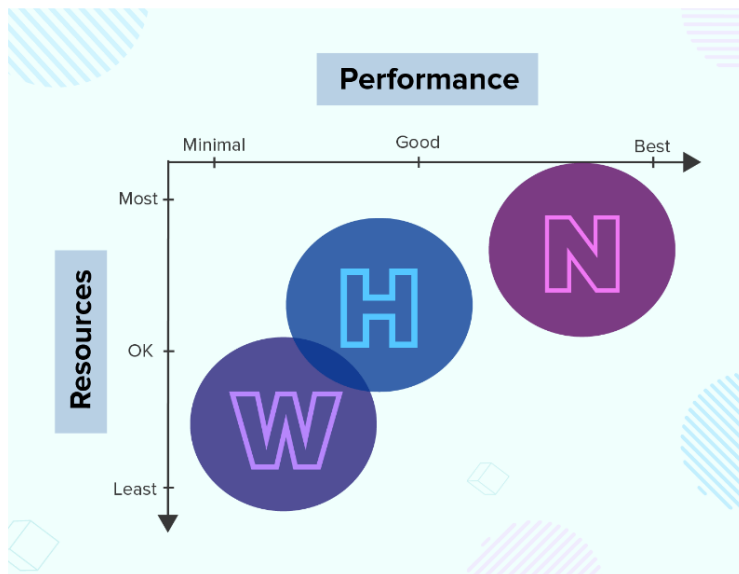 Performance
Minimal
Good
Best
Most
N
H
Resources
OK
W
Least